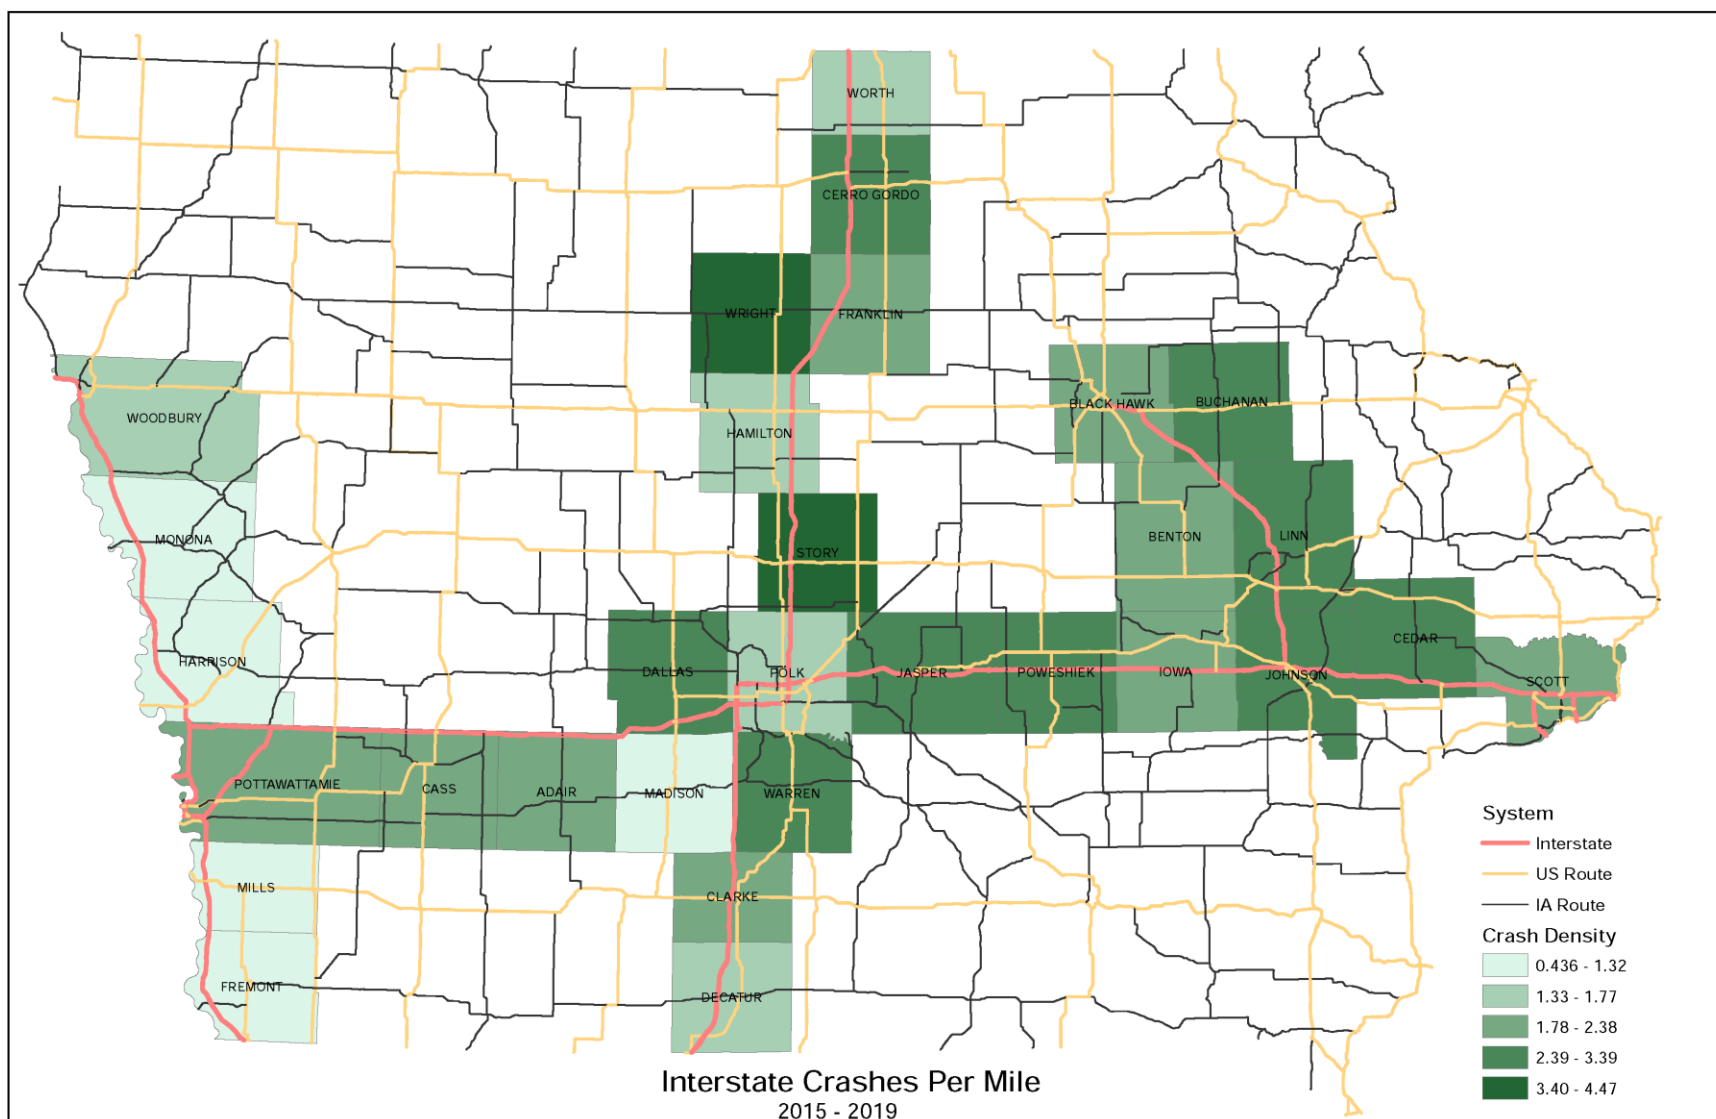 WORTH
CERRO GORDO
WRIGHT
FRANKLIN
BLACK HAWK
BUCHANAN
WOODBURY
HAMILTON
MONONA
STORY
BENTON
LINN
HARRISON
DALLAS
POLK
JASPER
POWESHIEK
IOWA
JOHNSON
CEDAR
SCOTT
POTTAWATTAMIE
CASS
ADAIR
MADISON
WARREN
MILLS
CLARKE
FREMONT
DECATUR
System
Interstate
US Route
IA Route
Crash Density
0.436 - 1.32
1.33 - 1.77
1.78 - 2.38
2.39 - 3.39
3.40 - 4.47
Interstate Crashes Per Mile
2015 - 2019